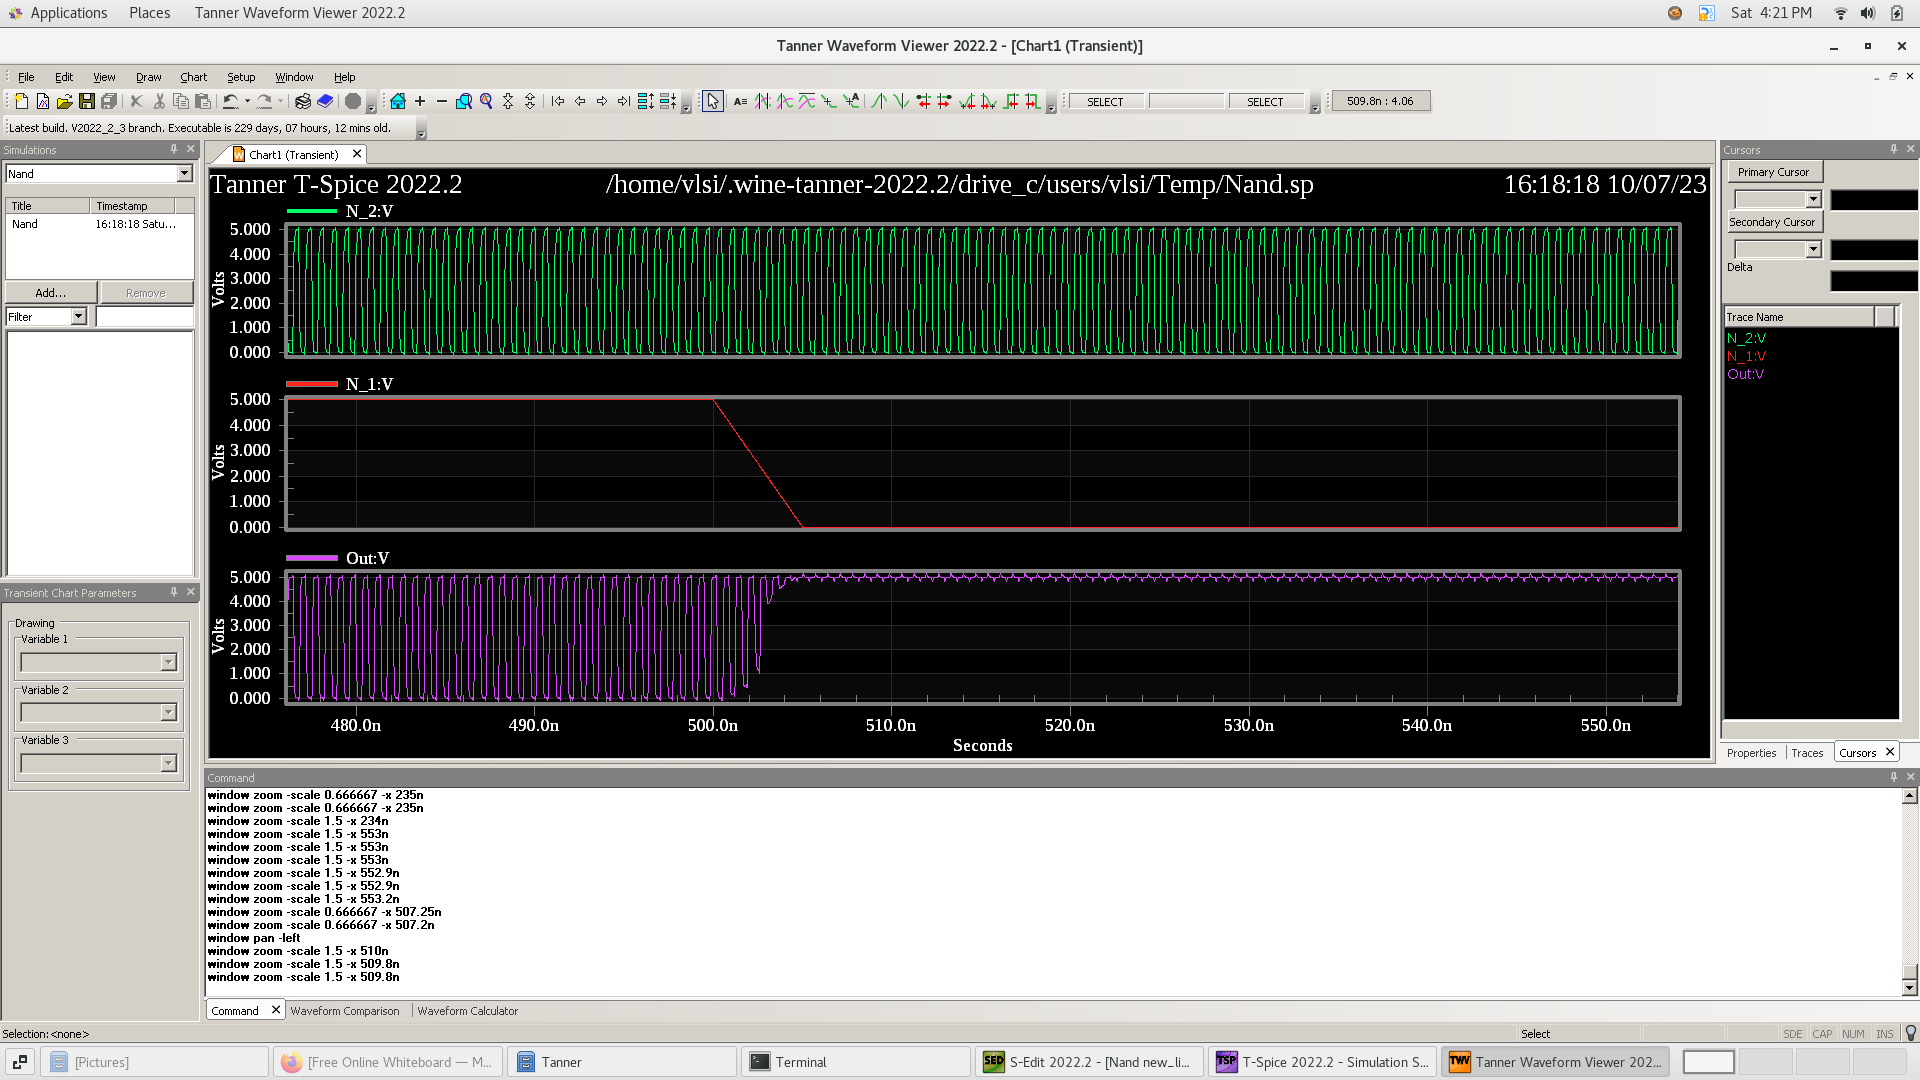 Applications Places Tanner Waveform Viewer 2022.2 Sat 4:21 PM
Tanner Waveform Viewer 2022.2 - [Chart1 (Transient)]
File Edit View Draw Chart Setup Window Help
SELECT SELECT 509.8n : 4.06
Latest build. V2022_2_3 branch. Executable is 229 days, 07 hours, 12 mins old.
Simulations
Nand
Title Timestamp
Nand 16:18:18 Satu...
Add... Remove
Filter
Transient Chart Parameters
Drawing
Variable 1
Variable 2
Variable 3
Chart1 (Transient)
Tanner T-Spice 2022.2 /home/vlsi/.wine-tanner-2022.2/drive_c/users/vlsi/Temp/Nand.sp 16:18:18 10/07/23
N_2:V
5.000
4.000
3.000
2.000
1.000
0.000
Volts
N_1:V
5.000
4.000
3.000
2.000
1.000
0.000
Volts
Out:V
5.000
4.000
3.000
2.000
1.000
0.000
Volts
480.0n 490.0n 500.0n 510.0n 520.0n 530.0n 540.0n 550.0n
Seconds
Cursors
Primary Cursor
Secondary Cursor
Delta
Trace Name
N_2:V
N_1:V
Out:V
Properties Traces Cursors
Command
window zoom -scale 0.666667 -x 235n
window zoom -scale 0.666667 -x 235n
window zoom -scale 1.5 -x 234n
window zoom -scale 1.5 -x 553n
window zoom -scale 1.5 -x 553n
window zoom -scale 1.5 -x 553n
window zoom -scale 1.5 -x 552.9n
window zoom -scale 1.5 -x 552.9n
window zoom -scale 1.5 -x 553.2n
window zoom -scale 0.666667 -x 507.25n
window zoom -scale 0.666667 -x 507.2n
window pan -left
window zoom -scale 1.5 -x 510n
window zoom -scale 1.5 -x 509.8n
window zoom -scale 1.5 -x 509.8n
Command Waveform Comparison Waveform Calculator
Selection: <none> Select SDE CAP NUM INS
[Pictures] [Free Online Whiteboard — M... Tanner Terminal S-Edit 2022.2 - [Nand new_li... T-Spice 2022.2 - Simulation S... Tanner Waveform Viewer 202...